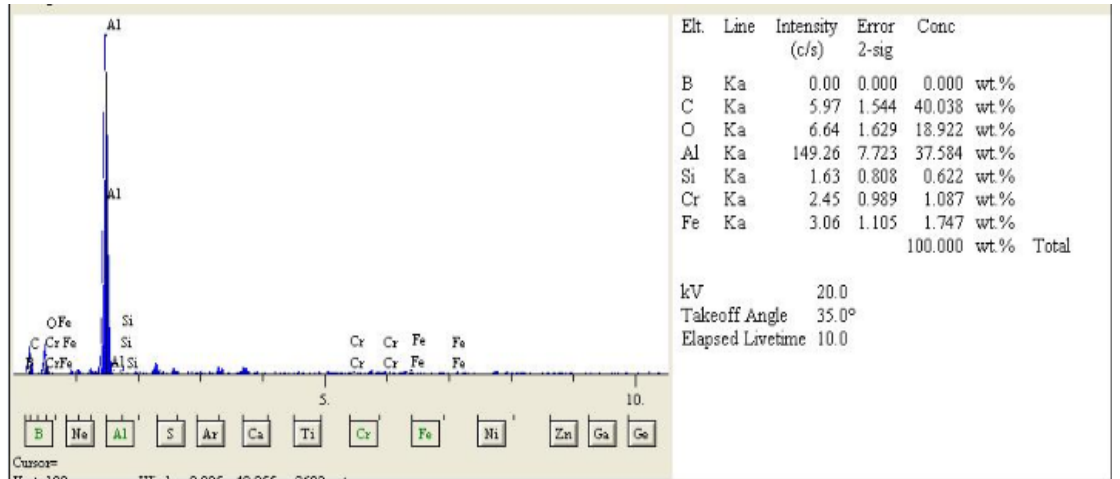 Al
Al
O Fe Si
C Cr Fe Si Cr Cr Fe Fe
B Cr Fe Al Si Cr Cr Fe Fe
5. 10.
B Ne Al S Ar Ca Ti Cr Fe Ni Zn Ga Ge
Cursor=
Elt. Line Intensity Error Conc
(c/s) 2-sig
B Ka 0.00 0.000 0.000 wt.%
C Ka 5.97 1.544 40.038 wt.%
O Ka 6.64 1.629 18.922 wt.%
Al Ka 149.26 7.723 37.584 wt.%
Si Ka 1.63 0.808 0.622 wt.%
Cr Ka 2.45 0.989 1.087 wt.%
Fe Ka 3.06 1.105 1.747 wt.%
100.000 wt.% Total
kV 20.0
Takeoff Angle 35.0°
Elapsed Livetime 10.0